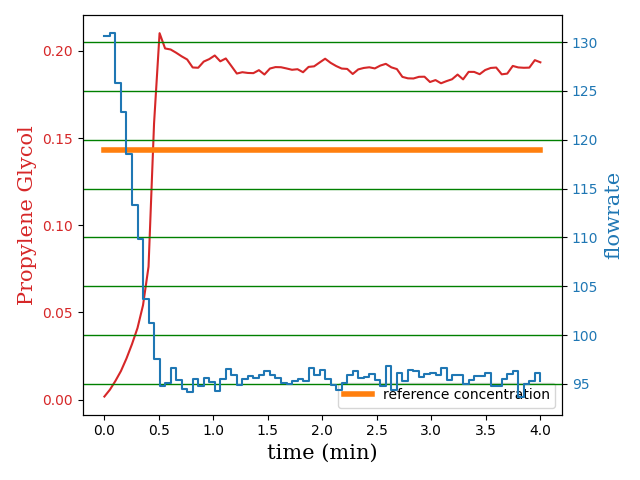 Propylene Glycol
0.20
0.15
0.10
0.05
0.00
130
125
120
115
110
105
100
95
flowrate
reference concentration
0.0 0.5 1.0 1.5 2.0 2.5 3.0 3.5 4.0
time (min)